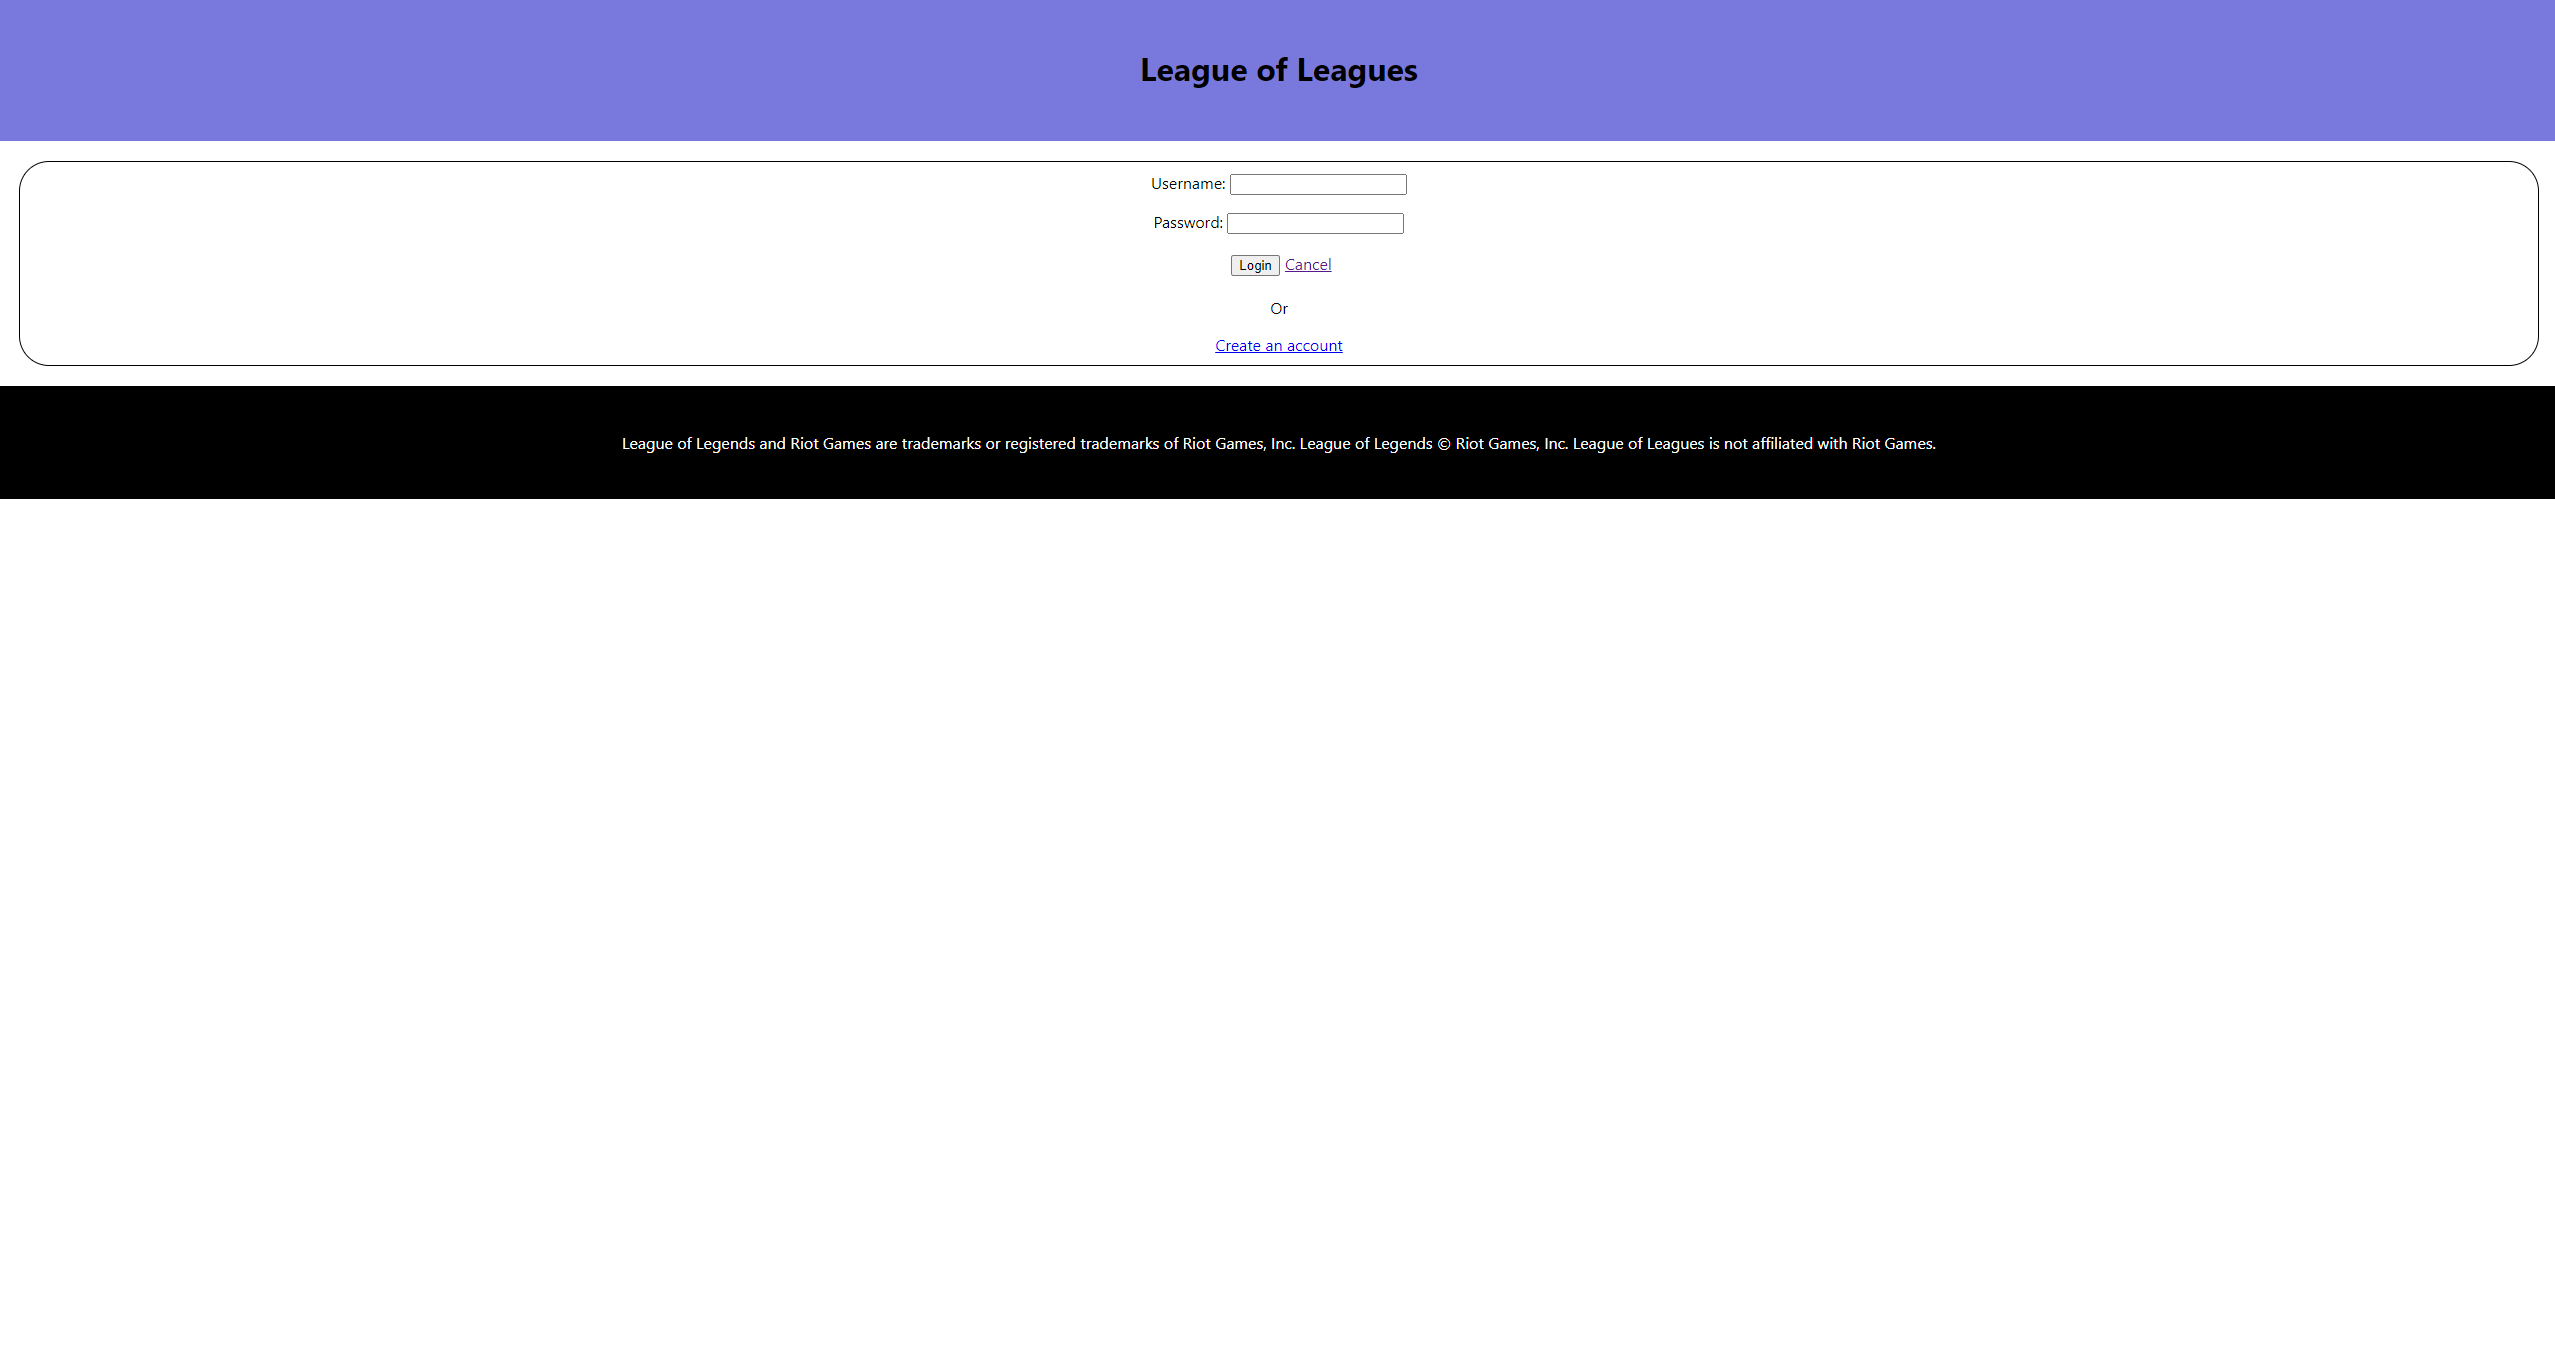 League of Leagues
Username:
Password:
Login Cancel
Or
Create an account
League of Legends and Riot Games are trademarks or registered trademarks of Riot Games, Inc. League of Legends © Riot Games, Inc. League of Leagues is not affiliated with Riot Games.